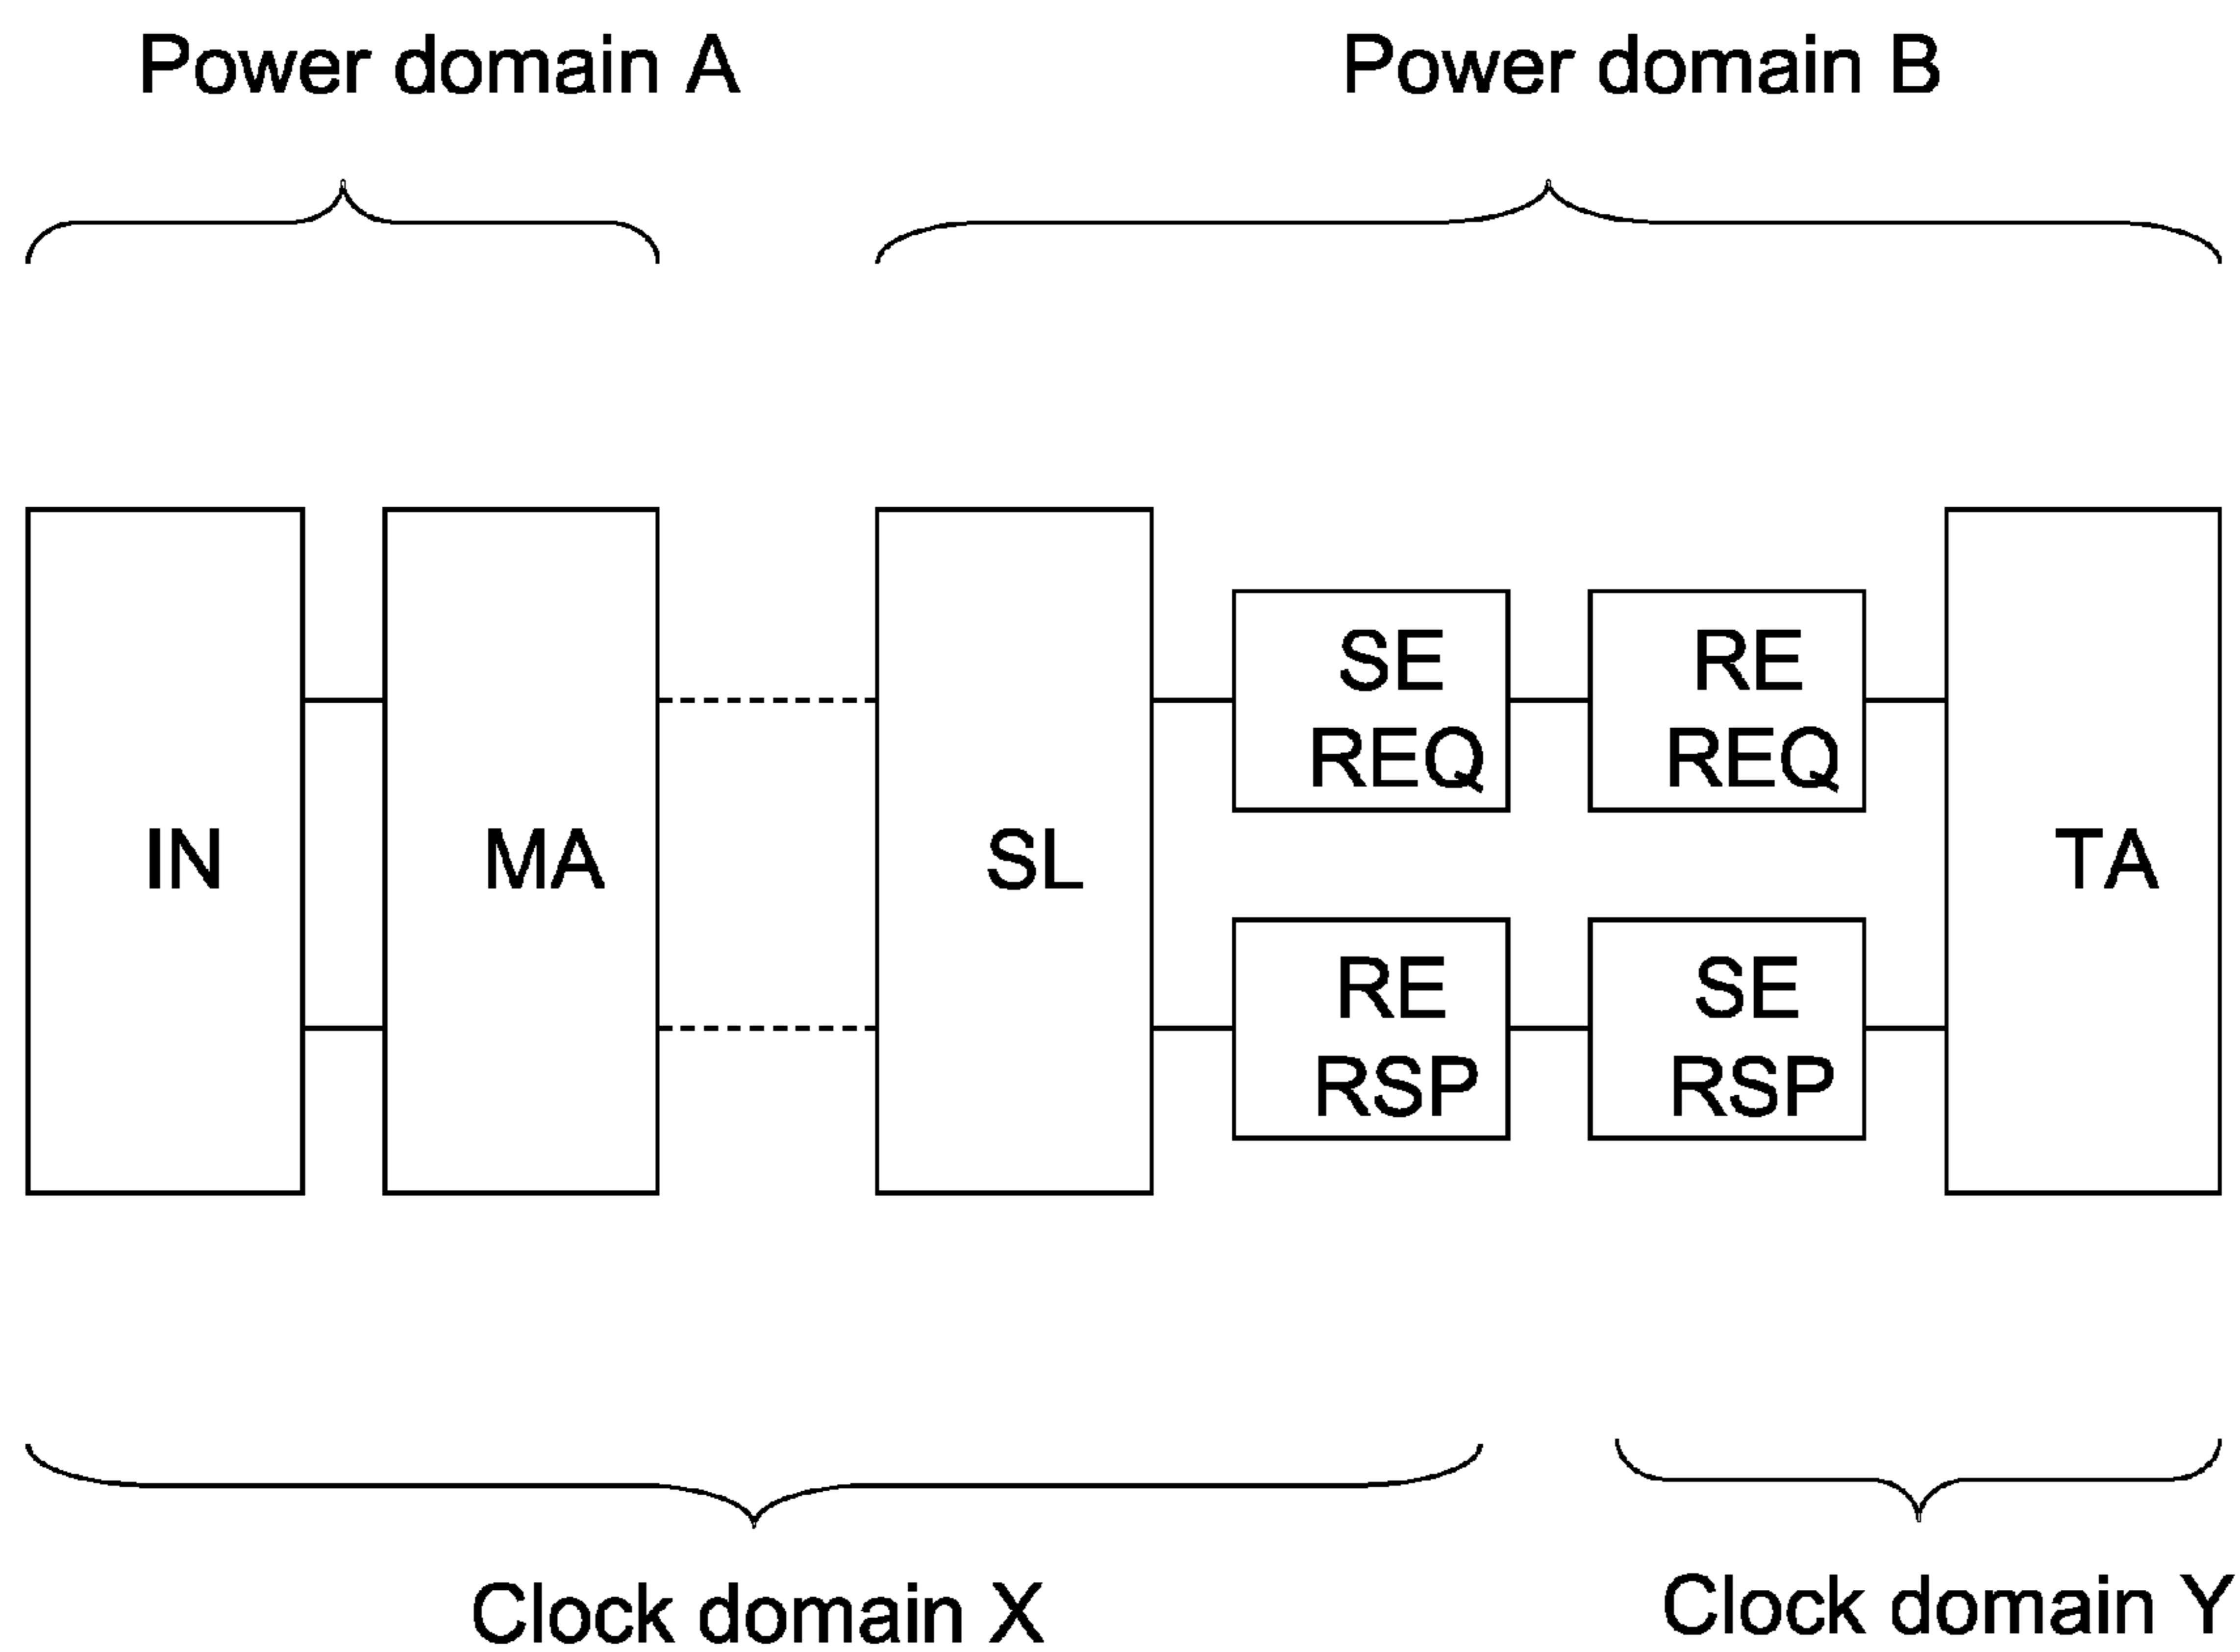 Power domain A
Power domain B
IN
MA
SL
SE
REQ
RE
REQ
RE
RSP
SE
RSP
TA
Clock domain X
Clock domain Y